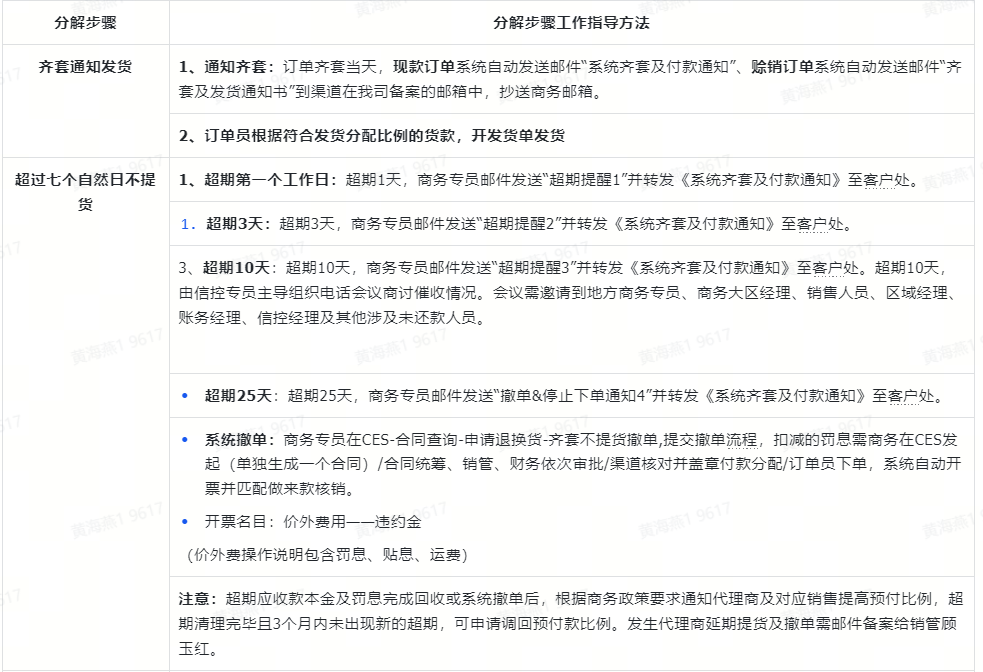 分解步骤
分解步骤工作指导方法
齐套通知发货
1、通知齐套：订单齐套当天，现款订单系统自动发送邮件“系统齐套及付款通知”、赊销订单系统自动发送邮件“齐
套及发货通知书”到渠道在我司备案的邮箱中，抄送商务邮箱。
2、订单员根据符合发货分配比例的货款，开发货单发货
超过七个自然日不提
货
1、超期第一个工作日：超期1天，商务专员邮件发送“超期提醒1”并转发《系统齐套及付款通知》至客户处。
1. 超期3天：超期3天，商务专员邮件发送“超期提醒2”并转发《系统齐套及付款通知》至客户处。
3、超期10天：超期10天，商务专员邮件发送“超期提醒3”并转发《系统齐套及付款通知》至客户处。超期10天，
由信控专员主导组织电话会议商讨催收情况。会议需邀请到地方商务专员、商务大区经理、销售人员、区域经理、
账务经理、信控经理及其他涉及未还款人员。
• 超期25天：超期25天，商务专员邮件发送“撤单&停止下单通知4”并转发《系统齐套及付款通知》至客户处。
• 系统撤单：商务专员在CES-合同查询-申请退换货-齐套不提货撤单,提交撤单流程，扣减的罚息需商务在CES发
起（单独生成一个合同）/合同统筹、销管、财务依次审批/渠道核对并盖章付款分配/订单员下单，系统自动开
票并匹配做来款核销。
• 开票名目：价外费用——违约金
（价外费操作说明包含罚息、贴息、运费）
注意：超期应收款本金及罚息完成回收或系统撤单后，根据商务政策要求通知代理商及对应销售提高预付比例，超
期清理完毕且3个月内未出现新的超期，可申请调回预付款比例。发生代理商延期提货及撤单需邮件备案给销管顾
玉红。
黄海燕1 9617